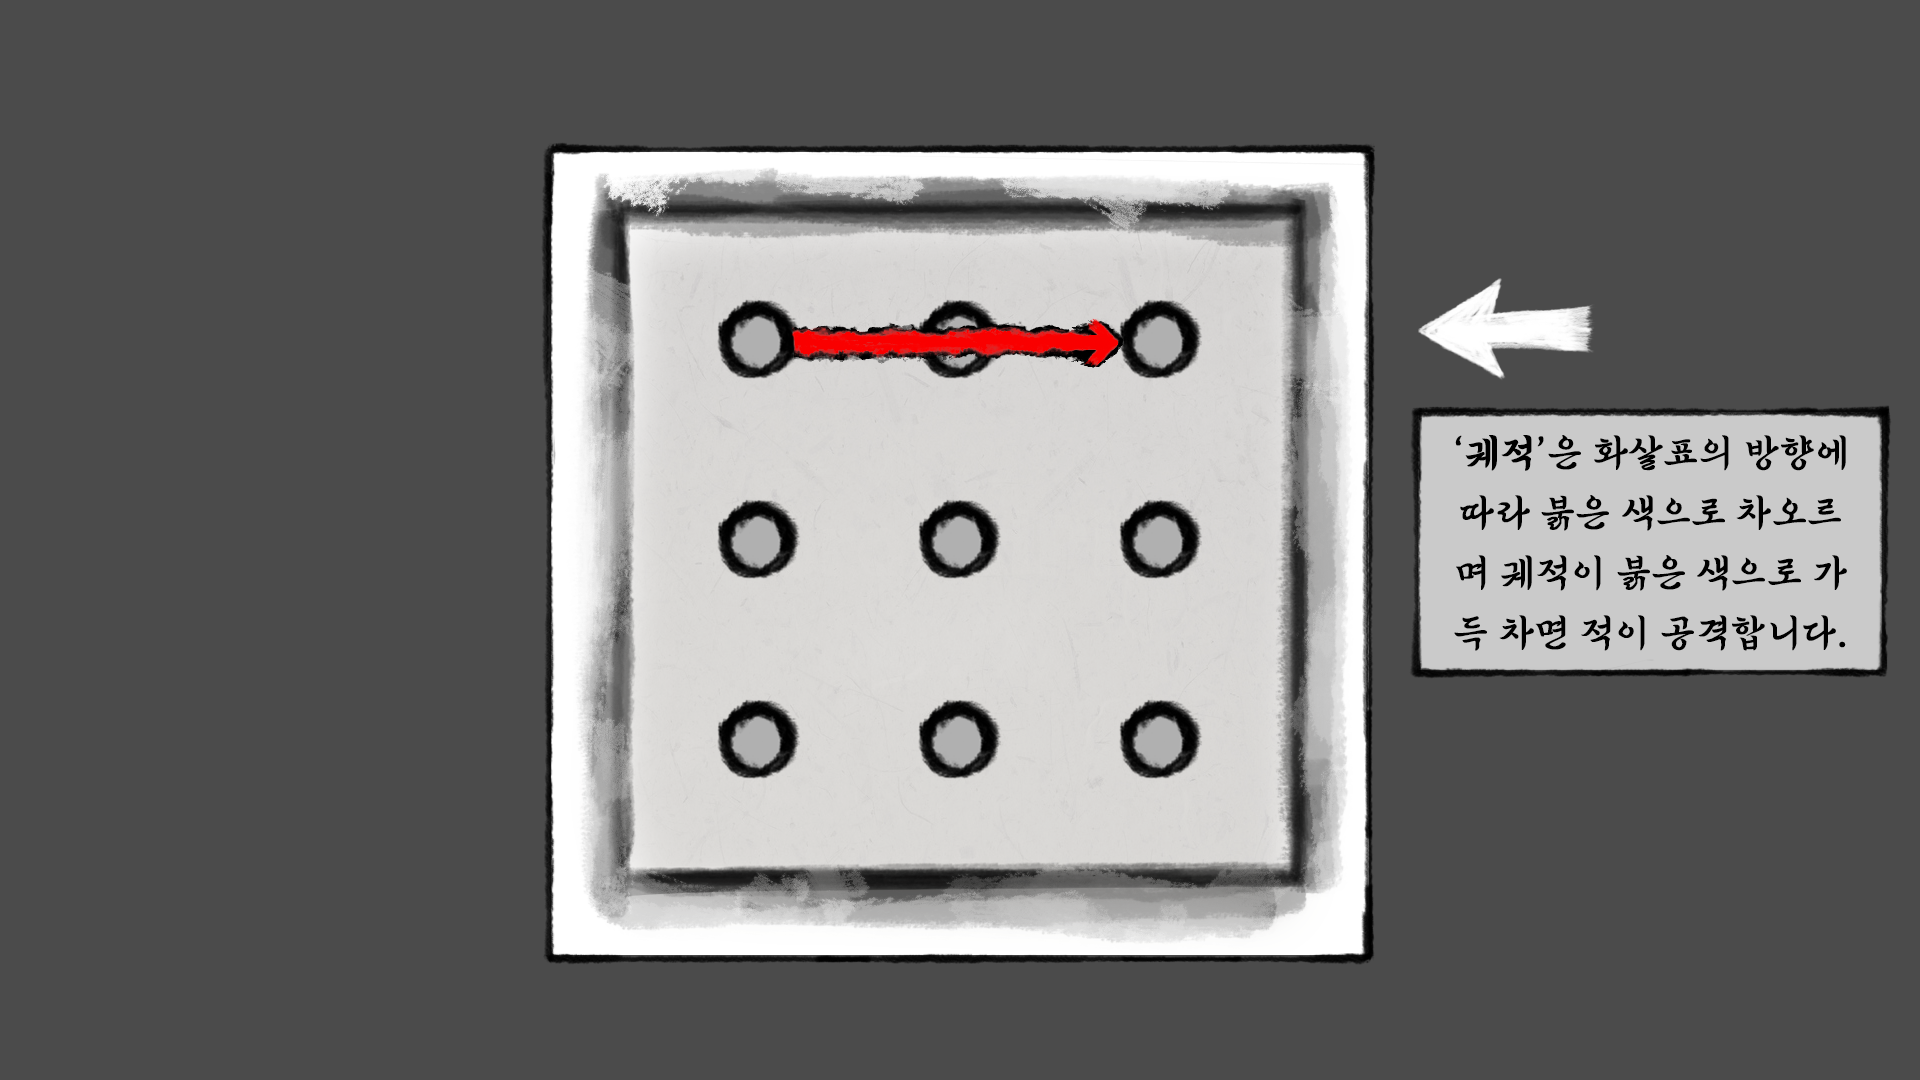 ‘궤적’은 화살표의 방향에
따라 붉은 색으로 차오르
며 궤적이 붉은 색으로 가
득 차면 적이 공격합니다.